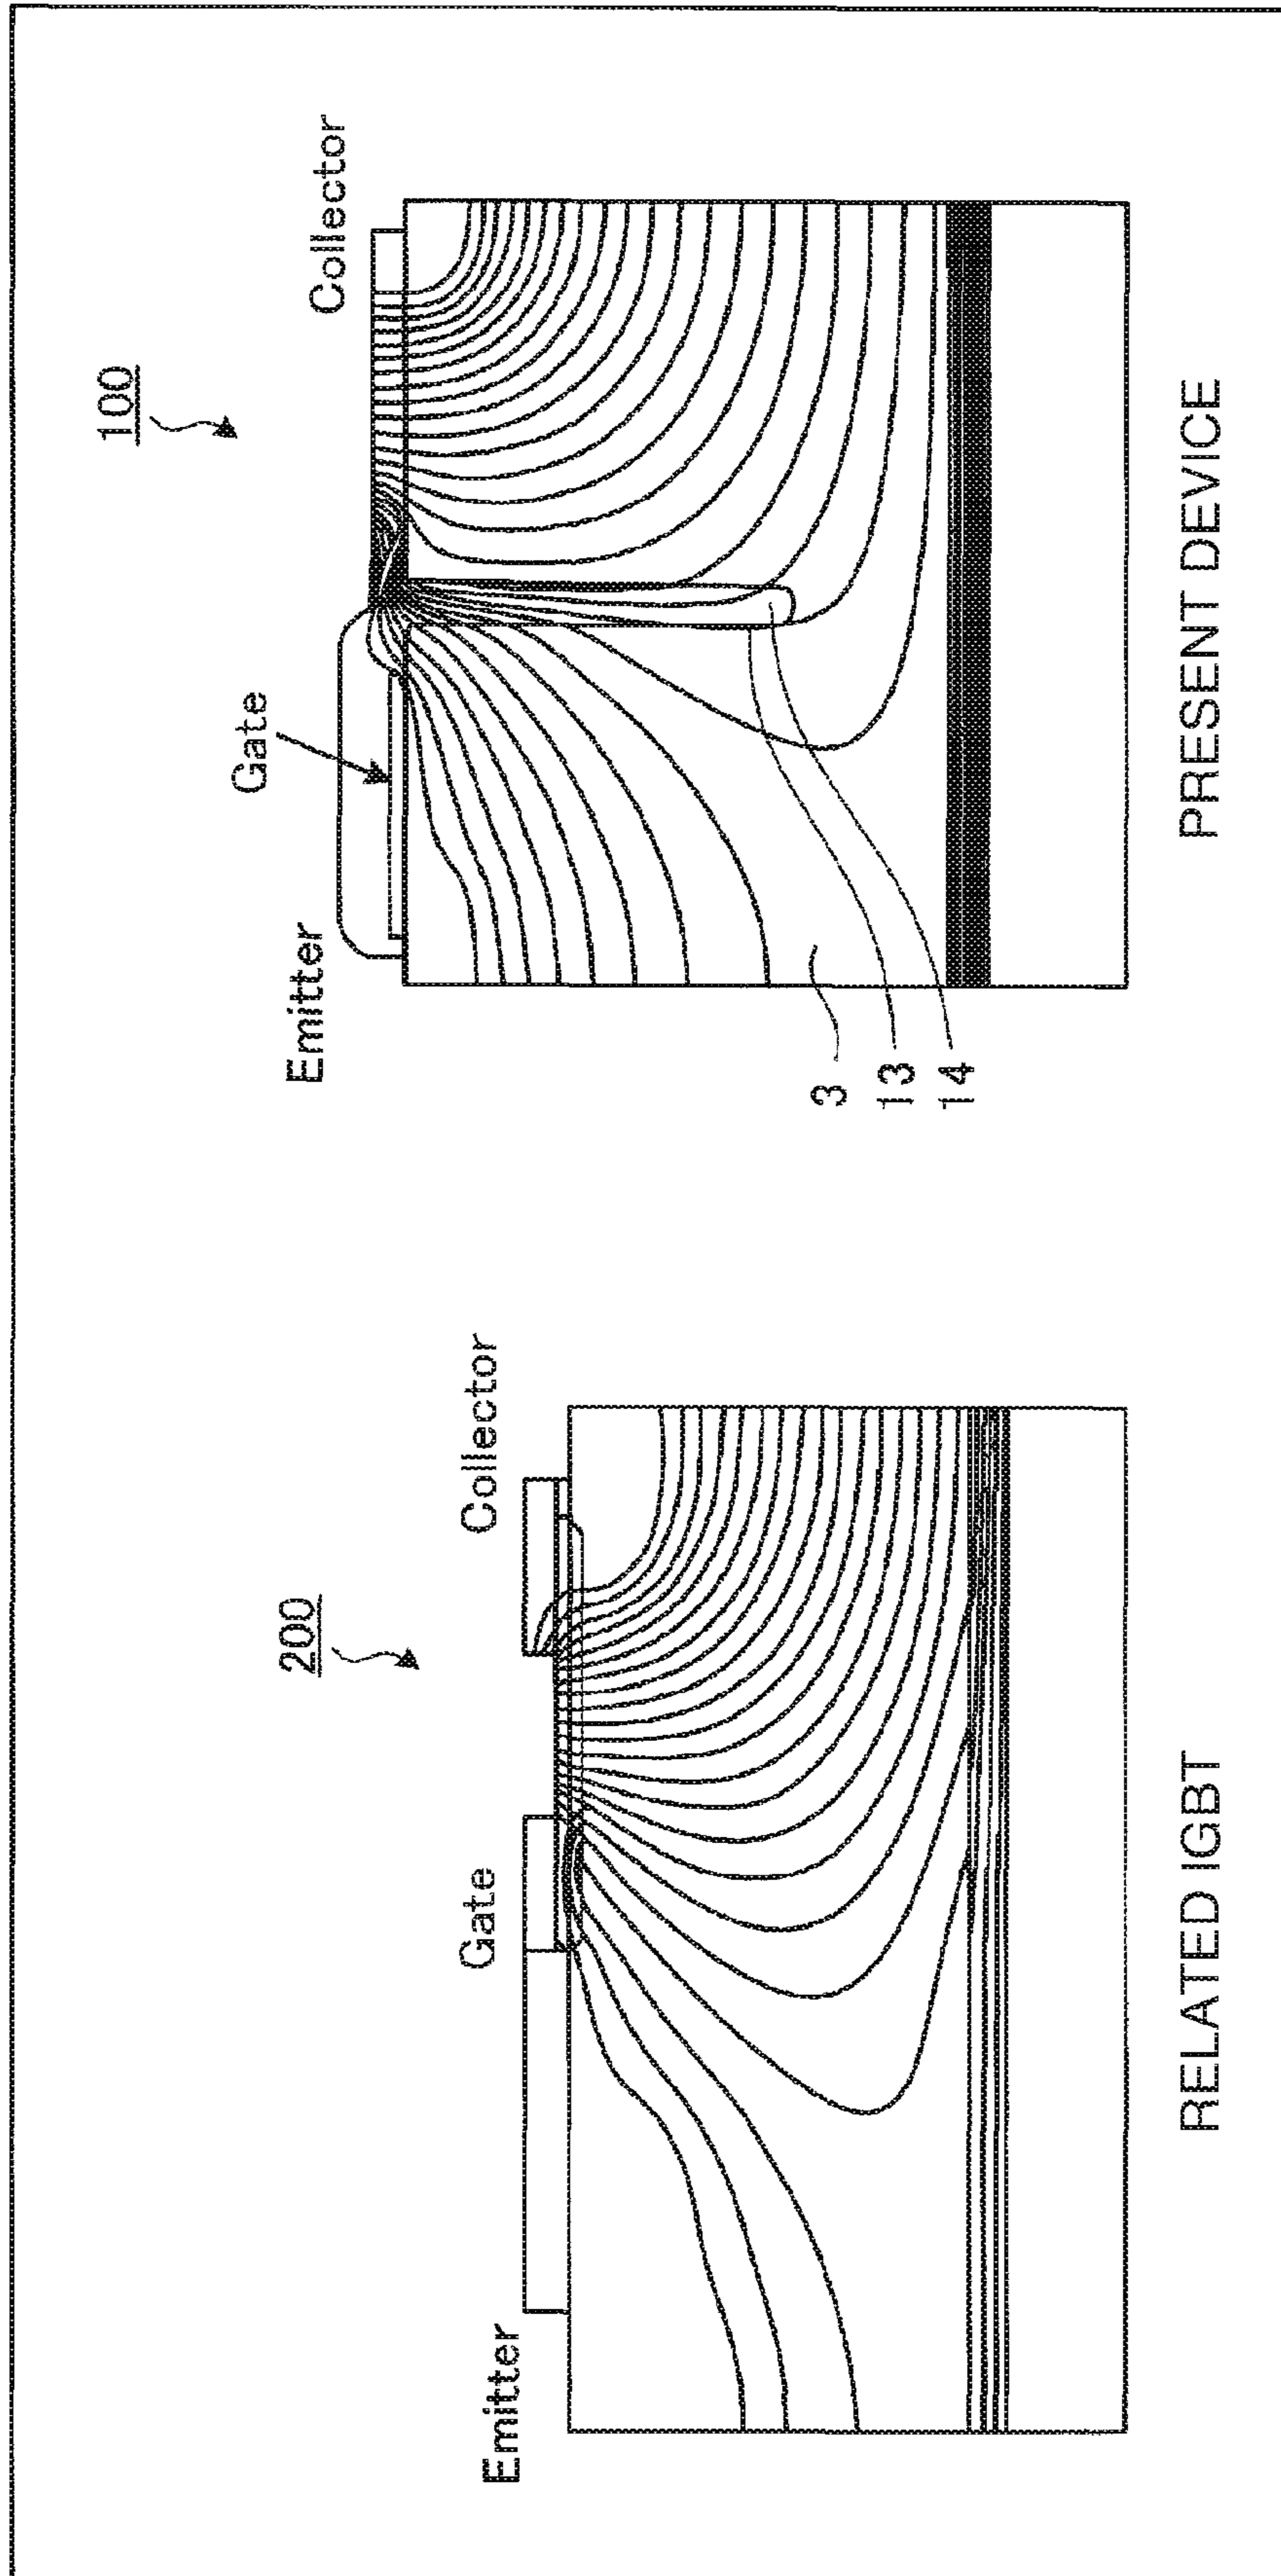 200
Emitter
Gate
Collector
RELATED IGBT
100
Emitter
Gate
Collector
3
13
14
PRESENT DEVICE